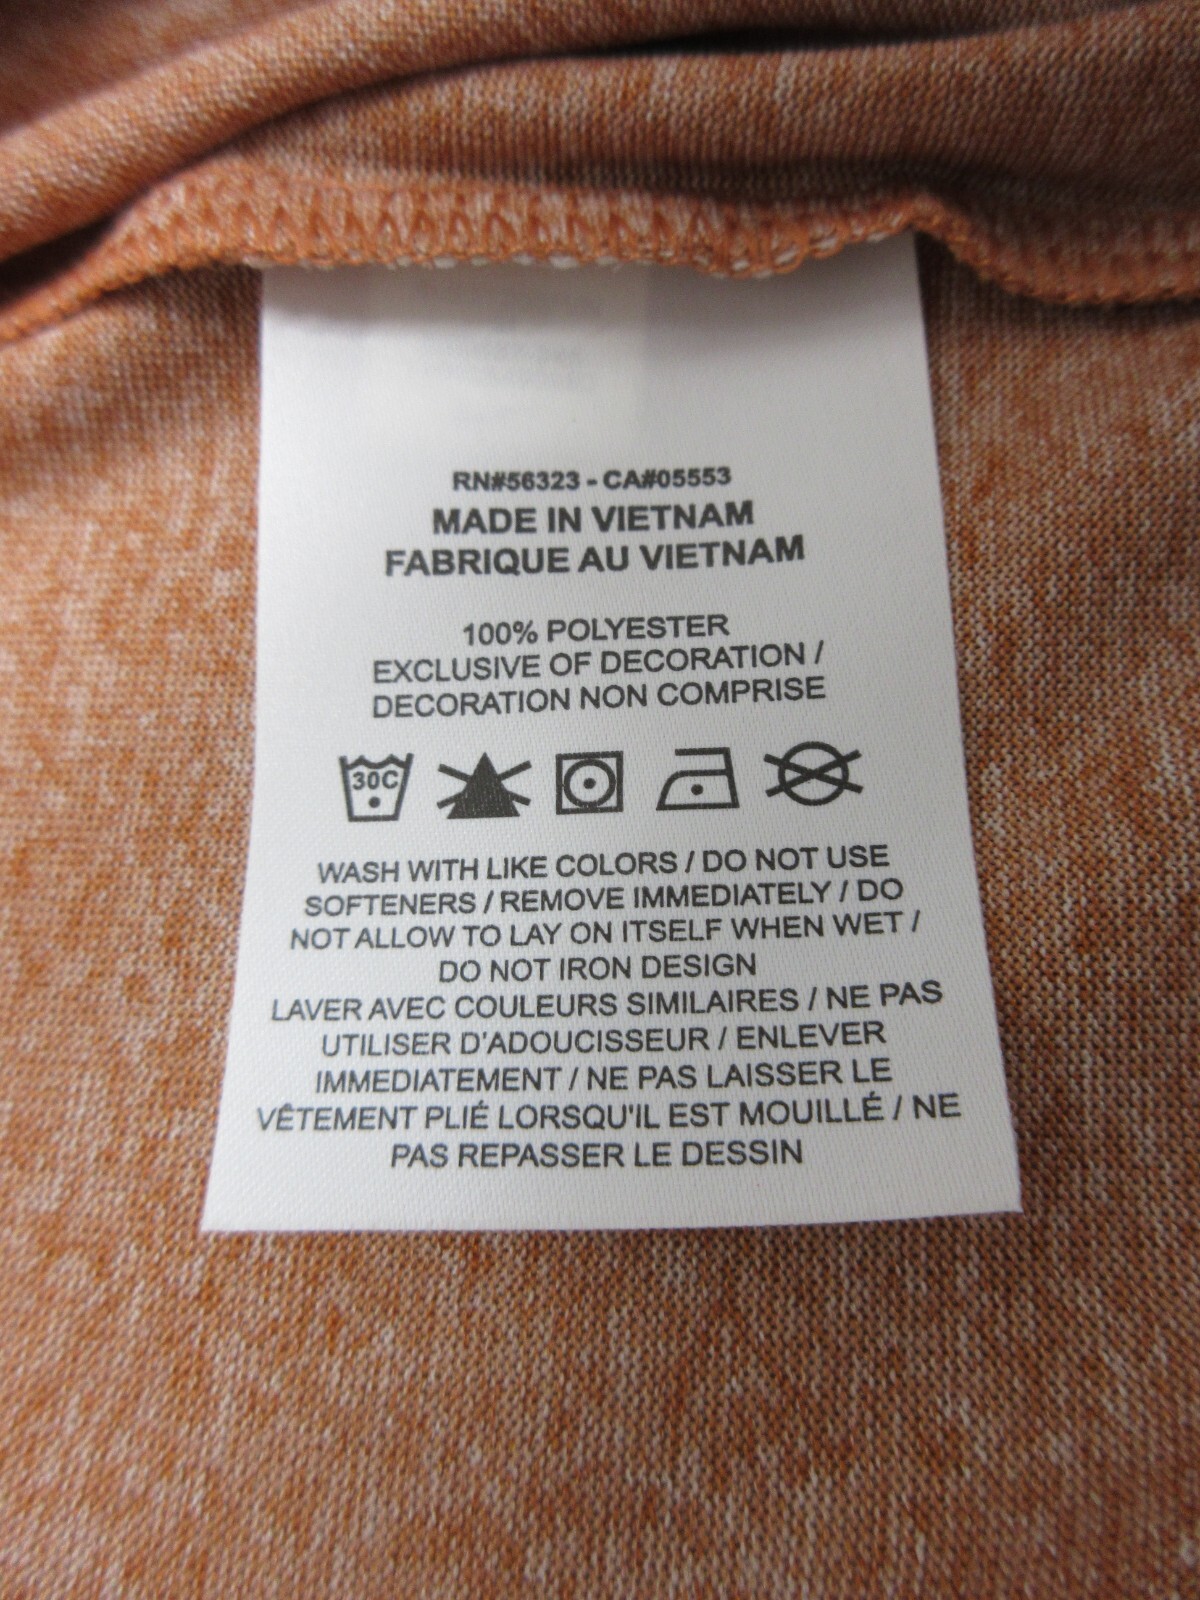 RN#56323 - CA#05553
MADE IN VIETNAM
FABRIQUE AU VIETNAM
100% POLYESTER
EXCLUSIVE OF DECORATION /
DECORATION NON COMPRISE
30C
WASH WITH LIKE COLORS / DO NOT USE
SOFTENERS / REMOVE IMMEDIATELY / DO
NOT ALLOW TO LAY ON ITSELF WHEN WET /
DO NOT IRON DESIGN
LAVER AVEC COULEURS SIMILAIRES / NE PAS
UTILISER D'ADOUCISSEUR / ENLEVER
IMMEDIATEMENT / NE PAS LAISSER LE
VÊTEMENT PLIÉ LORSQU'IL EST MOUILLÉ / NE
PAS REPASSER LE DESSIN